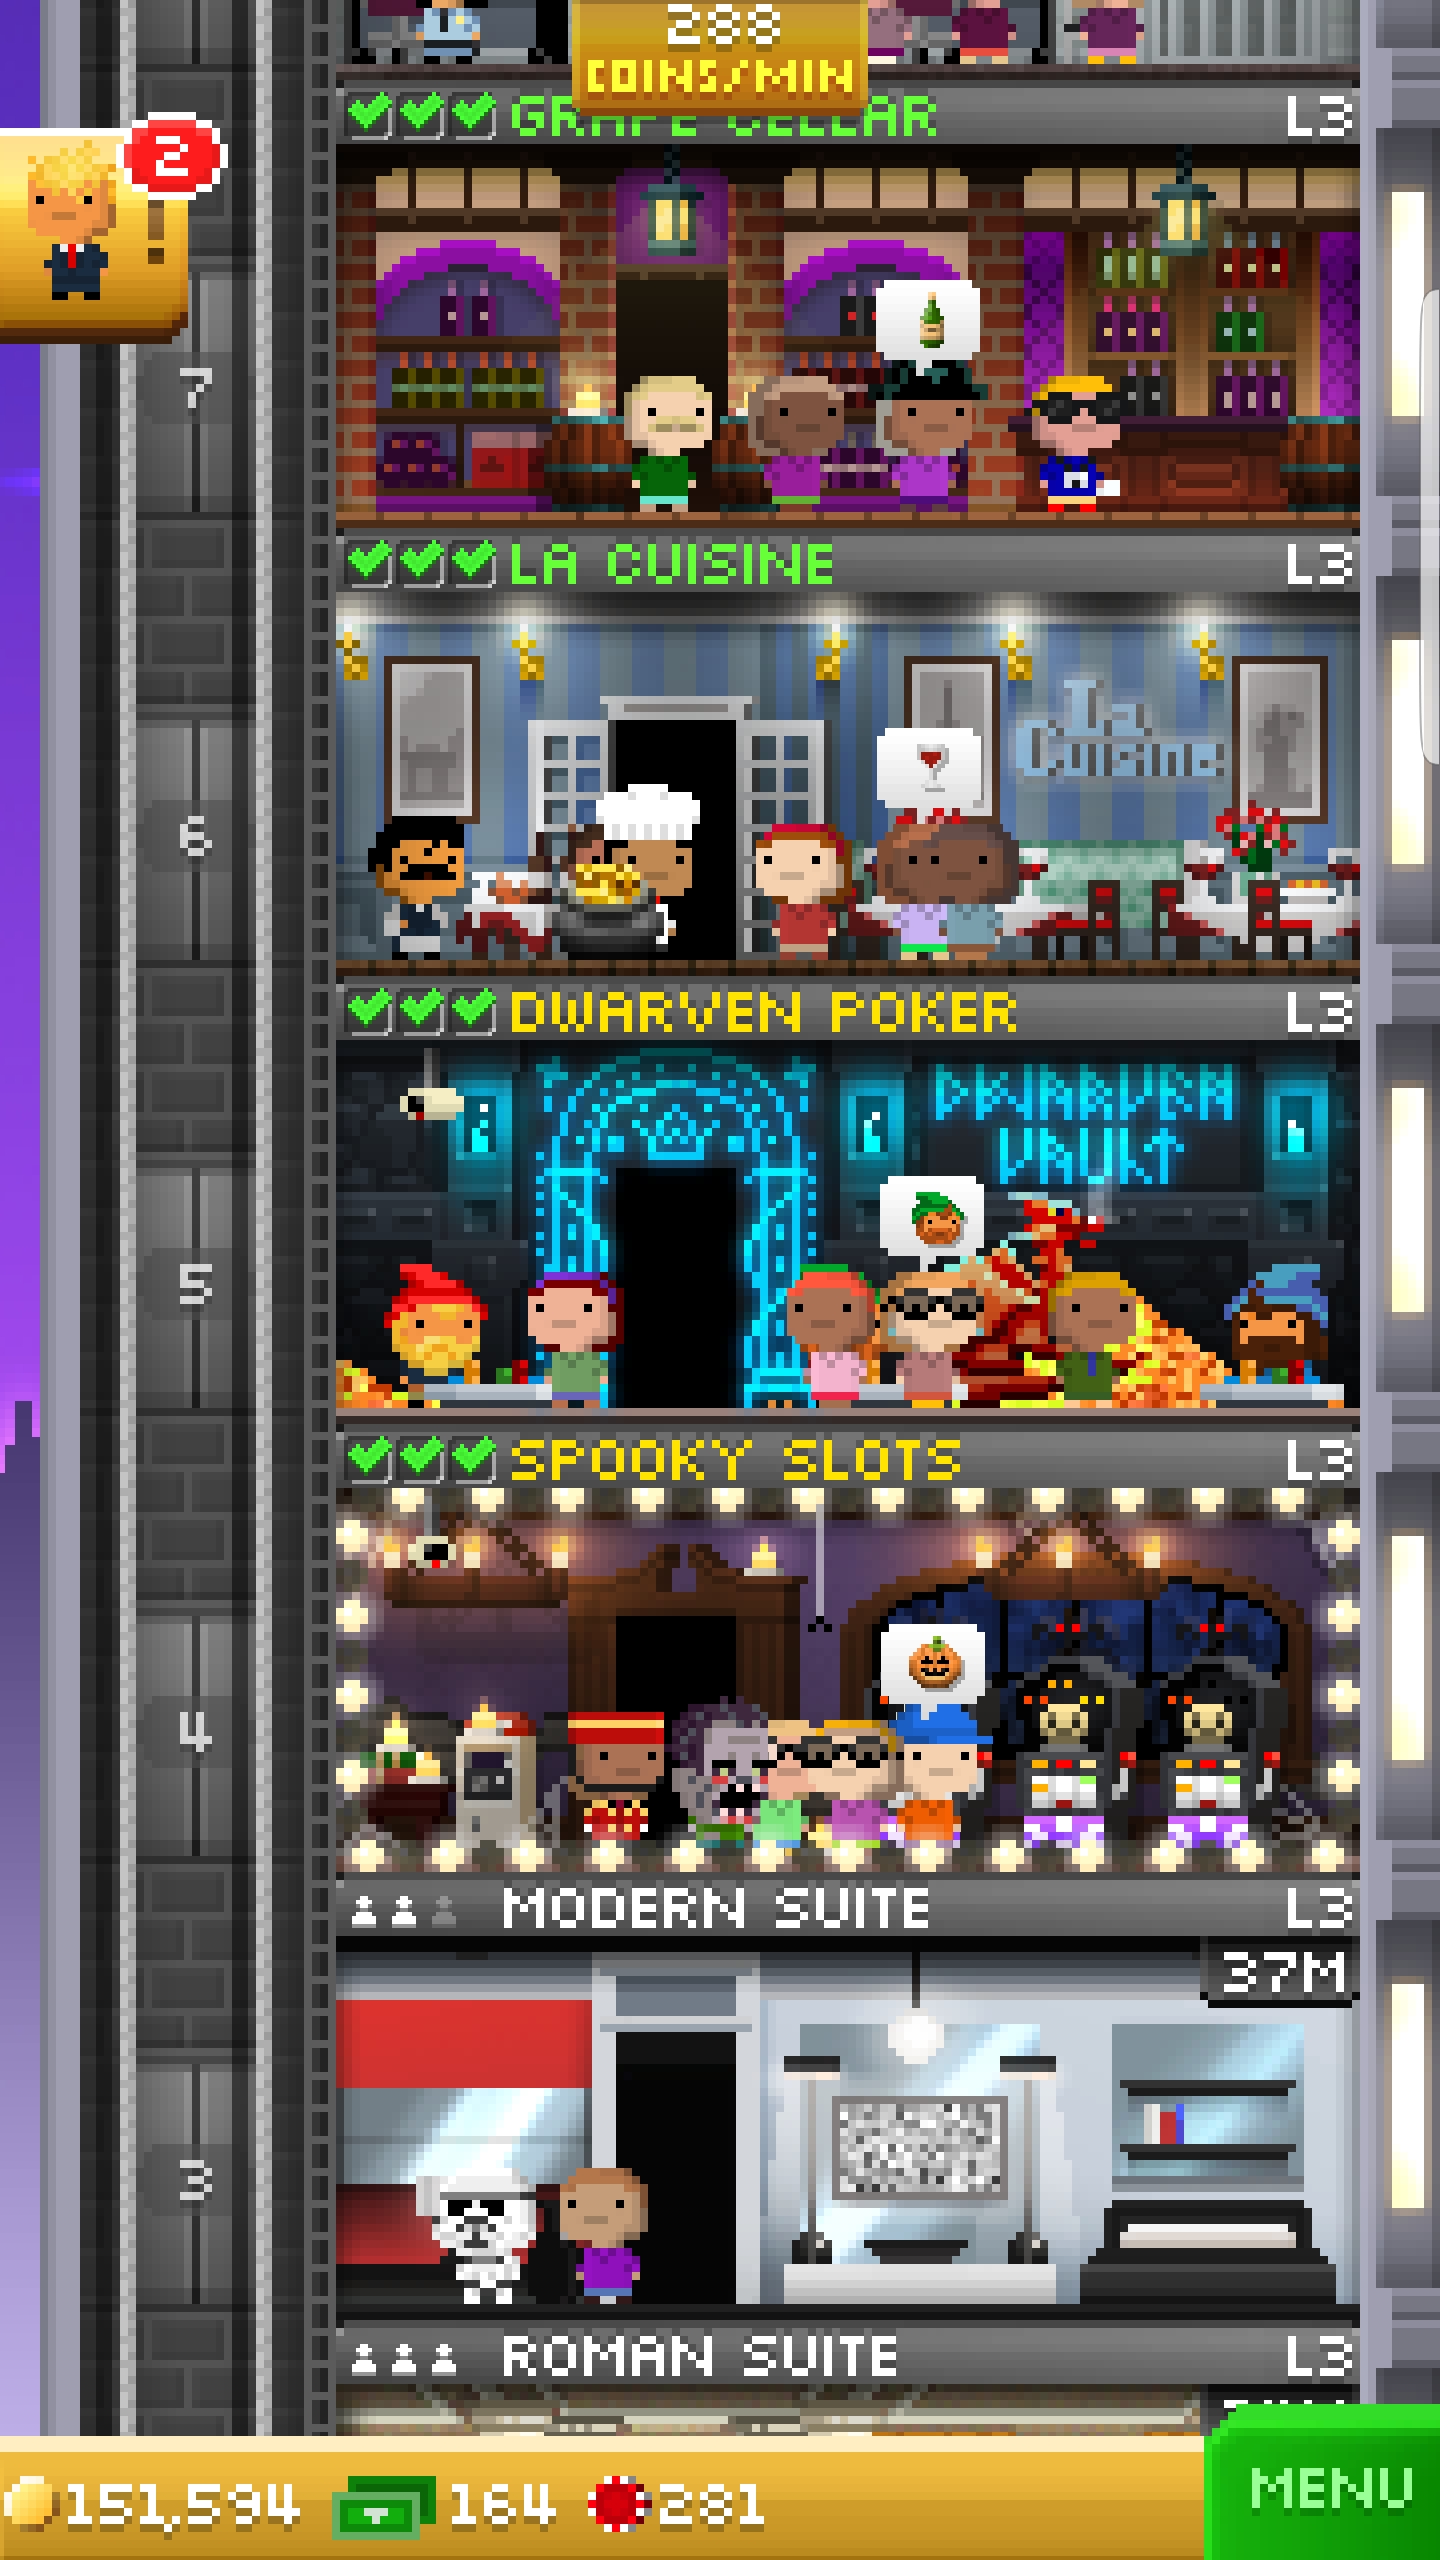 288
COINS/MIN
GRAPE CELLAR L3
2
7
LA CUISINE L3
La
Cuisine
6
DWARVEN POKER L3
DWARVEN
VAULT
5
SPOOKY SLOTS L3
4
MODERN SUITE L3
37M
3
ROMAN SUITE L3
151,594 164 281
MENU